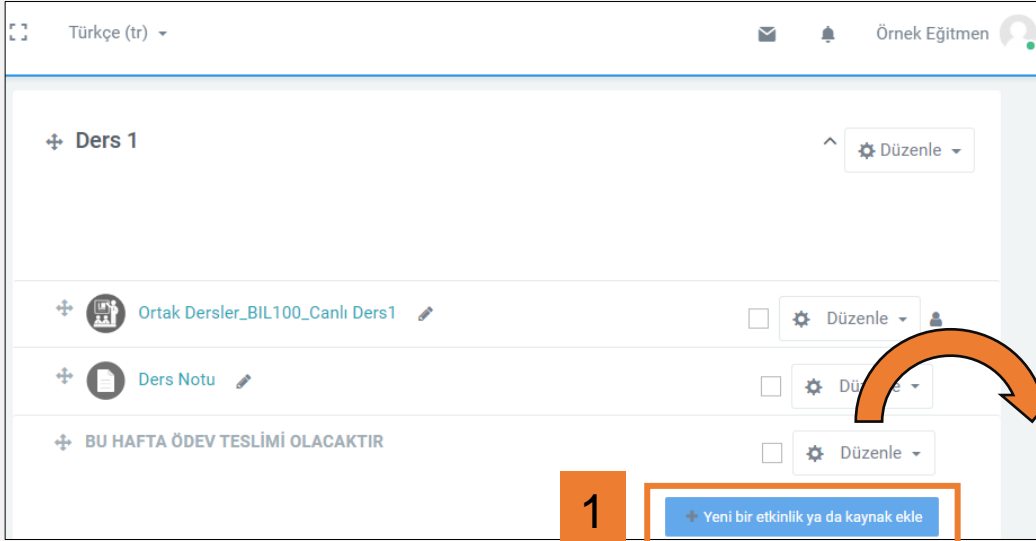 Türkçe (tr)
Örnek Eğitmen
Ders 1
Düzenle
Ortak Dersler_BIL100_Canlı Ders1
Düzenle
Ders Notu
BU HAFTA ÖDEV TESLİMİ OLACAKTIR
Düzenle
1
+ Yeni bir etkinlik ya da kaynak ekle